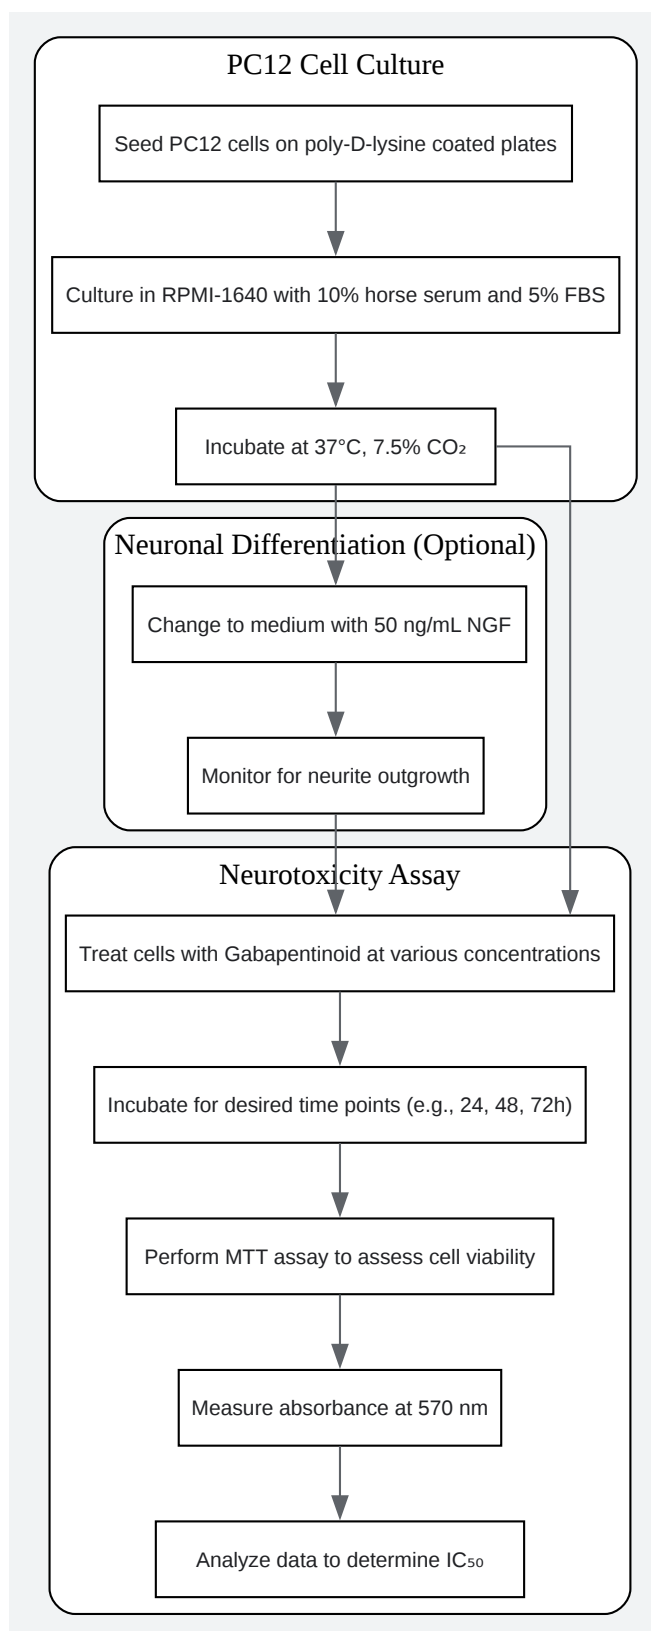 PC12 Cell Culture
Seed PC12 cells on poly-D-lysine coated plates
Culture in RPMI-1640 with 10% horse serum and 5% FBS
Incubate at 37°C, 7.5% CO₂
Neuronal Differentiation (Optional)
Change to medium with 50 ng/mL NGF
Monitor for neurite outgrowth
Neurotoxicity Assay
Treat cells with Gabapentinoid at various concentrations
Incubate for desired time points (e.g., 24, 48, 72h)
Perform MTT assay to assess cell viability
Measure absorbance at 570 nm
Analyze data to determine IC₅₀